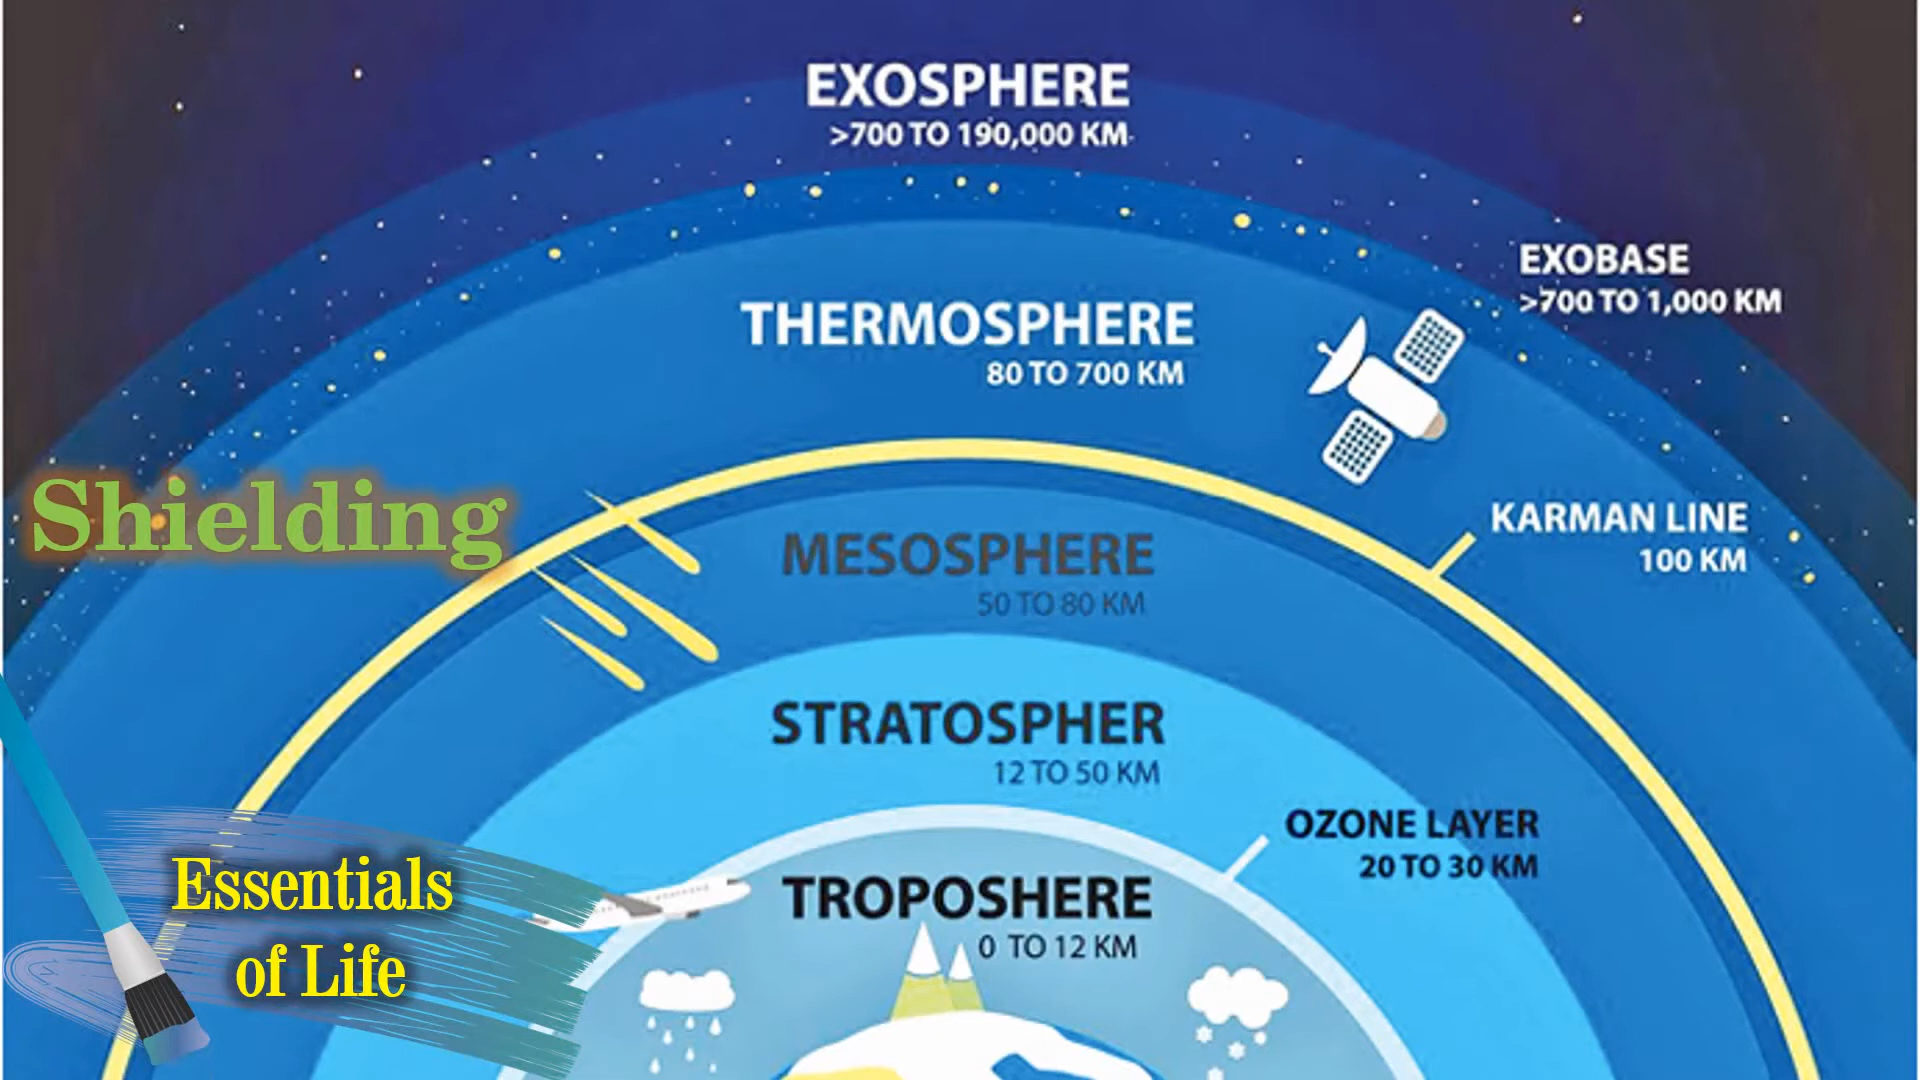 EXOSPHERE
>700 TO 190,000 KM
EXOBASE
>700 TO 1,000 KM
THERMOSPHERE
80 TO 700 KM
Shielding
KARMAN LINE
100 KM
MESOSPHERE
50 TO 80 KM
STRATOSPHER
12 TO 50 KM
OZONE LAYER
20 TO 30 KM
TROPOSHERE
0 TO 12 KM
Essentials
of Life